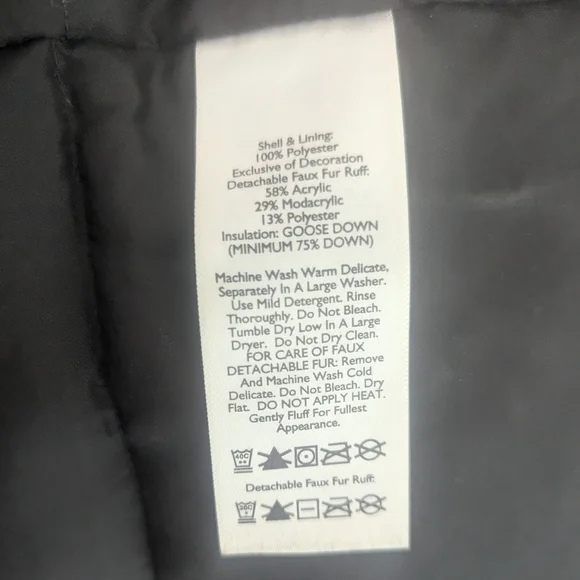 Shell & Lining:
100% Polyester
Exclusive of Decoration
Detachable Faux Fur Ruff:
58% Acrylic
29% Modacrylic
13% Polyester
Insulation: GOOSE DOWN
(MINIMUM 75% DOWN)
Machine Wash Warm Delicate,
Separately In A Large Washer.
Use Mild Detergent. Rinse
Thoroughly. Do Not Bleach.
Tumble Dry Low In A Large
Dryer. Do Not Dry Clean.
FOR CARE OF FAUX
DETACHABLE FUR: Remove
And Machine Wash Cold
Delicate. Do Not Bleach. Dry
Flat. DO NOT APPLY HEAT.
Gently Fluff For Fullest
Appearance.
40C
Detachable Faux Fur Ruff:
30C